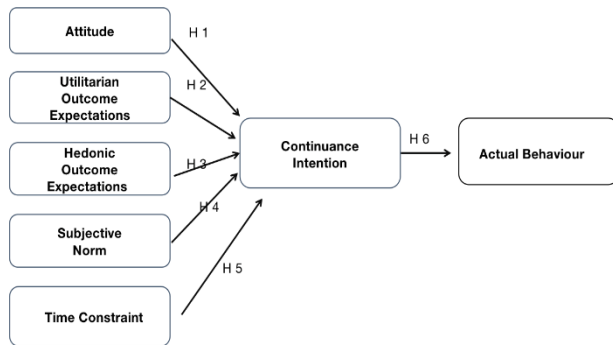 Attitude
H 1
Utilitarian
Outcome
Expectations
H 2
Hedonic
Outcome
Expectations
H 3
Subjective
Norm
H 4
Time Constraint
H 5
Continuance
Intention
H 6
Actual Behaviour